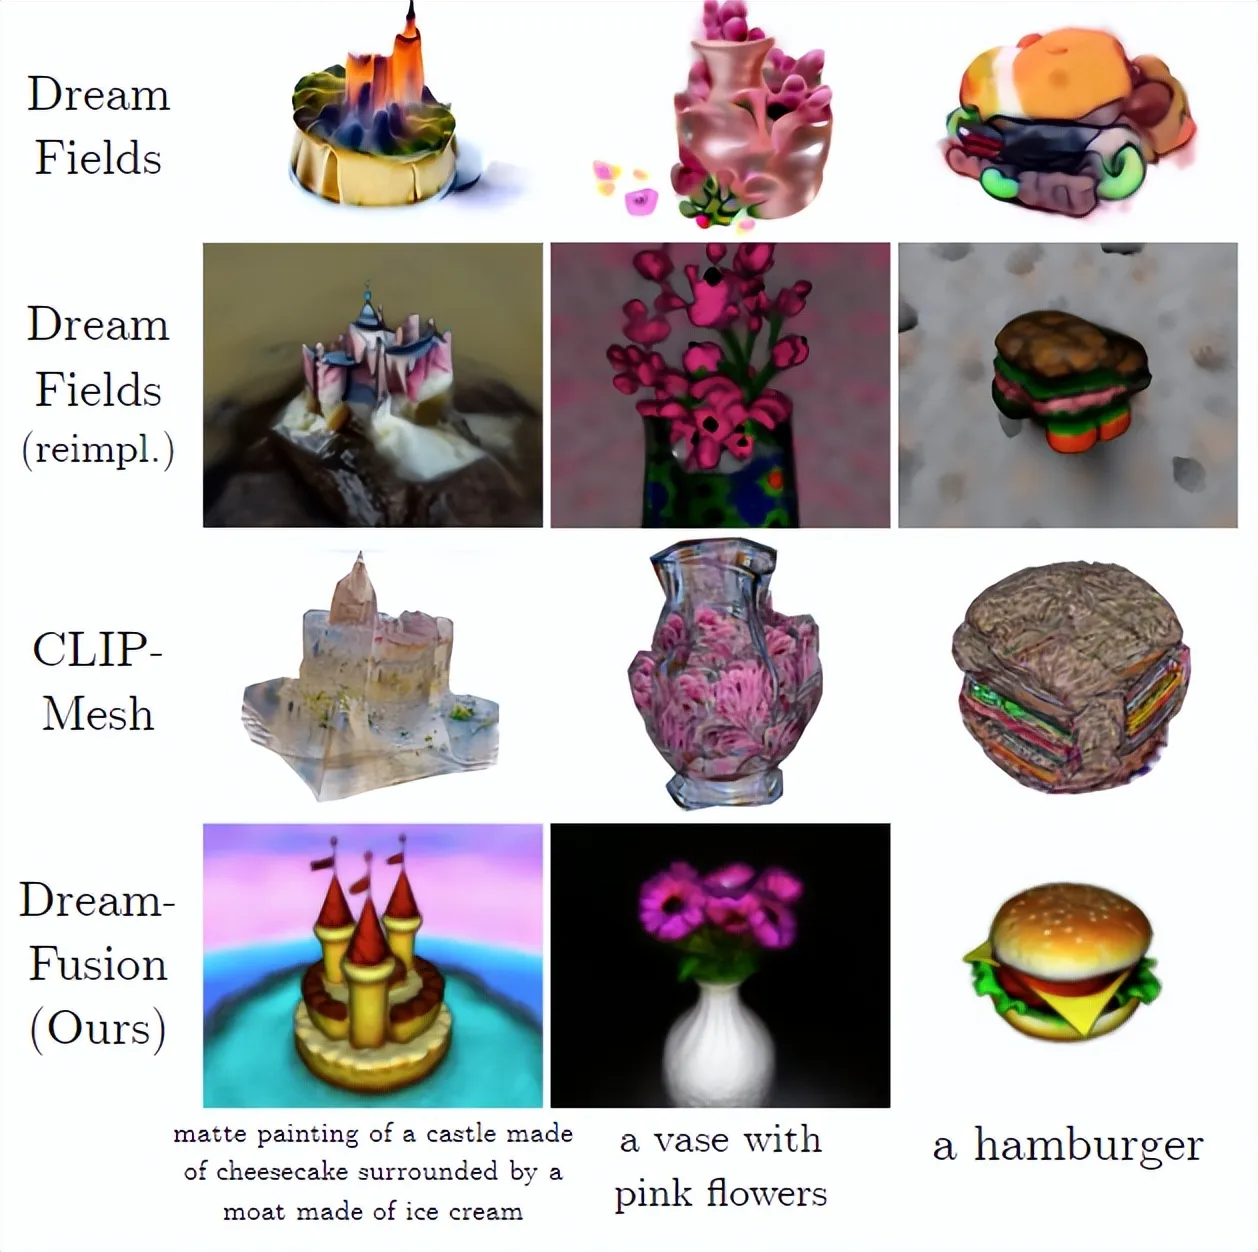 Dream
Fields
Dream
Fields
(reimpl.)
CLIP-
Mesh
Dream-
Fusion
(Ours)
matte painting of a castle made
of cheesecake surrounded by a
moat made of ice cream
a vase with
pink flowers
a hamburger